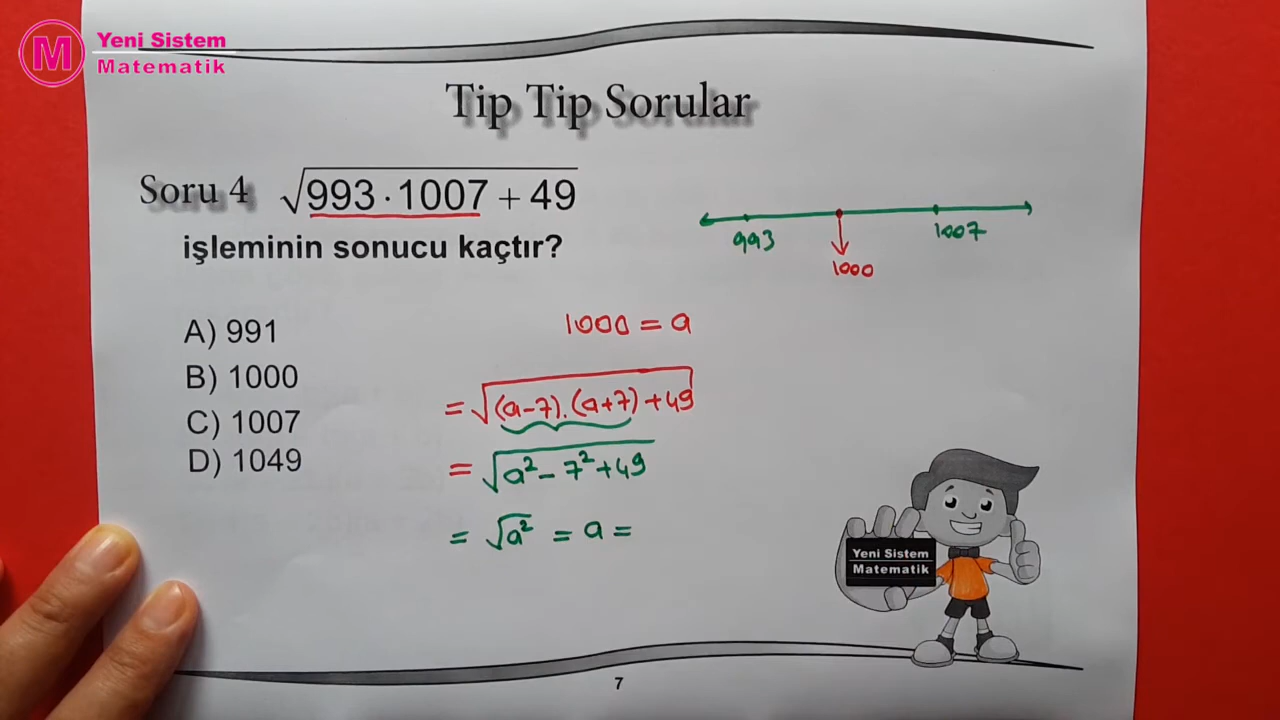 M Yeni Sistem
Matematik
Tip Tip Sorular
Soru 4 √993·1007 + 49
işleminin sonucu kaçtır?
993 1000 1007
A) 991
B) 1000
C) 1007
D) 1049
1000 = a
= √(a-7).(a+7)+49
= √a²-7²+49
= √a² = a =
Yeni Sistem
Matematik
7